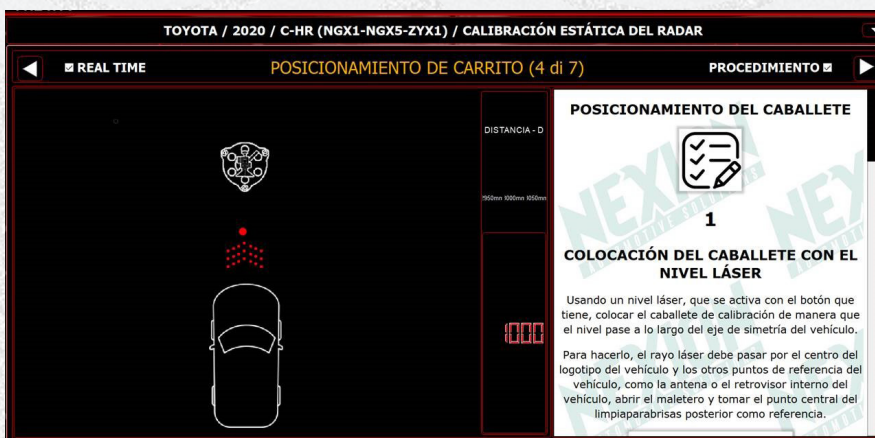 TOYOTA / 2020 / C-HR (NGX1-NGX5-ZYX1) / CALIBRACIÓN ESTÁTICA DEL RADAR
REAL TIME
POSICIONAMIENTO DE CARRITO (4 di 7)
PROCEDIMIENTO
DISTANCIA - D
950mm 1000mm 1050mm
1000
POSICIONAMIENTO DEL CABALLETE
1
COLOCACIÓN DEL CABALLETE CON EL
NIVEL LÁSER
Usando un nivel láser, que se activa con el botón que
tiene, colocar el caballete de calibración de manera que
el nivel pase a lo largo del eje de simetría del vehículo.
Para hacerlo, el rayo láser debe pasar por el centro del
logotipo del vehículo y los otros puntos de referencia del
vehículo, como la antena o el retrovisor interno del
vehículo, abrir el maletero y tomar el punto central del
limpiaparabrisas posterior como referencia.
NEXION
AUTOMOTIVE SOLUTIONS